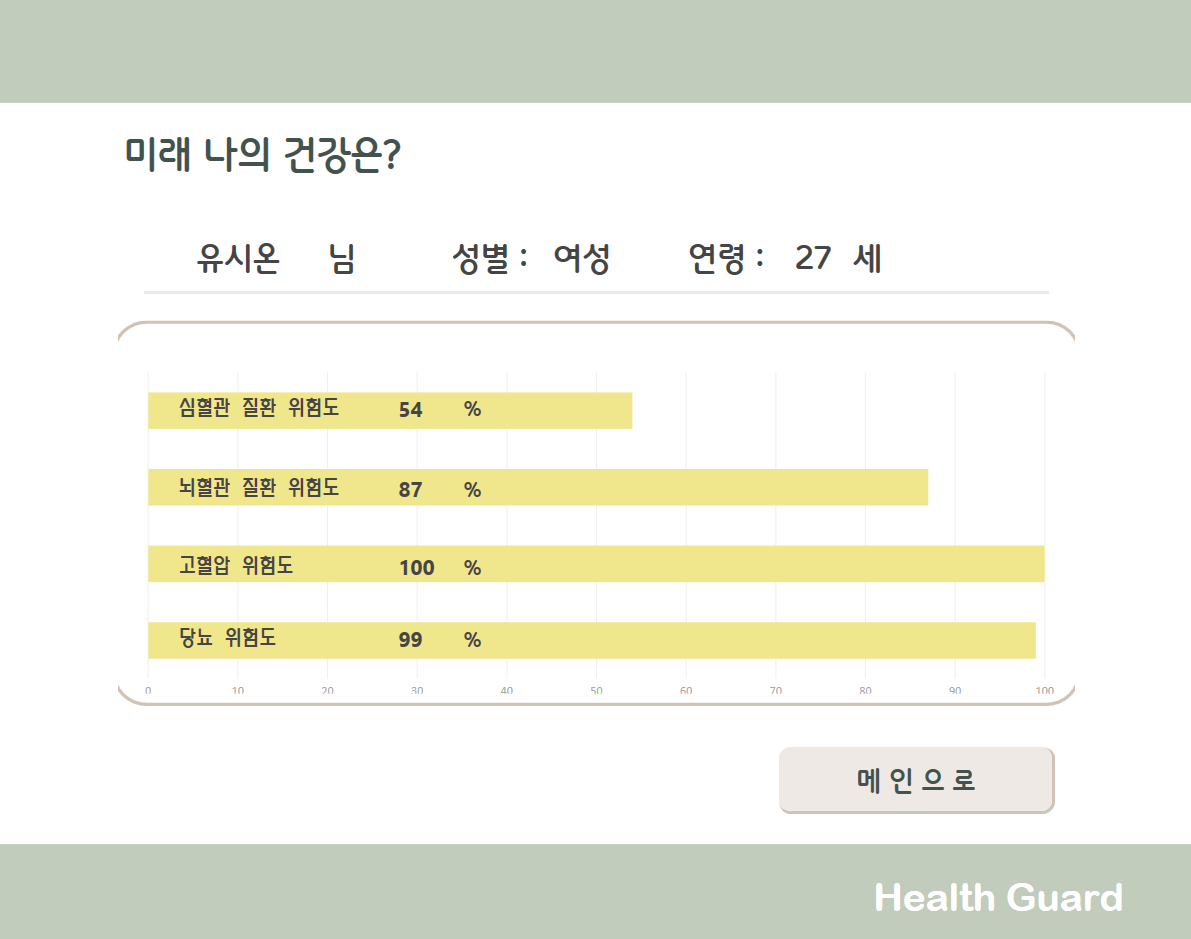 미래 나의 건강은?
유시온 님 성별 : 여성 연령 : 27 세
심혈관 질환 위험도 54 %
뇌혈관 질환 위험도 87 %
고혈압 위험도 100 %
당뇨 위험도 99 %
0 10 20 30 40 50 60 70 80 90 100
메인으로
Health Guard